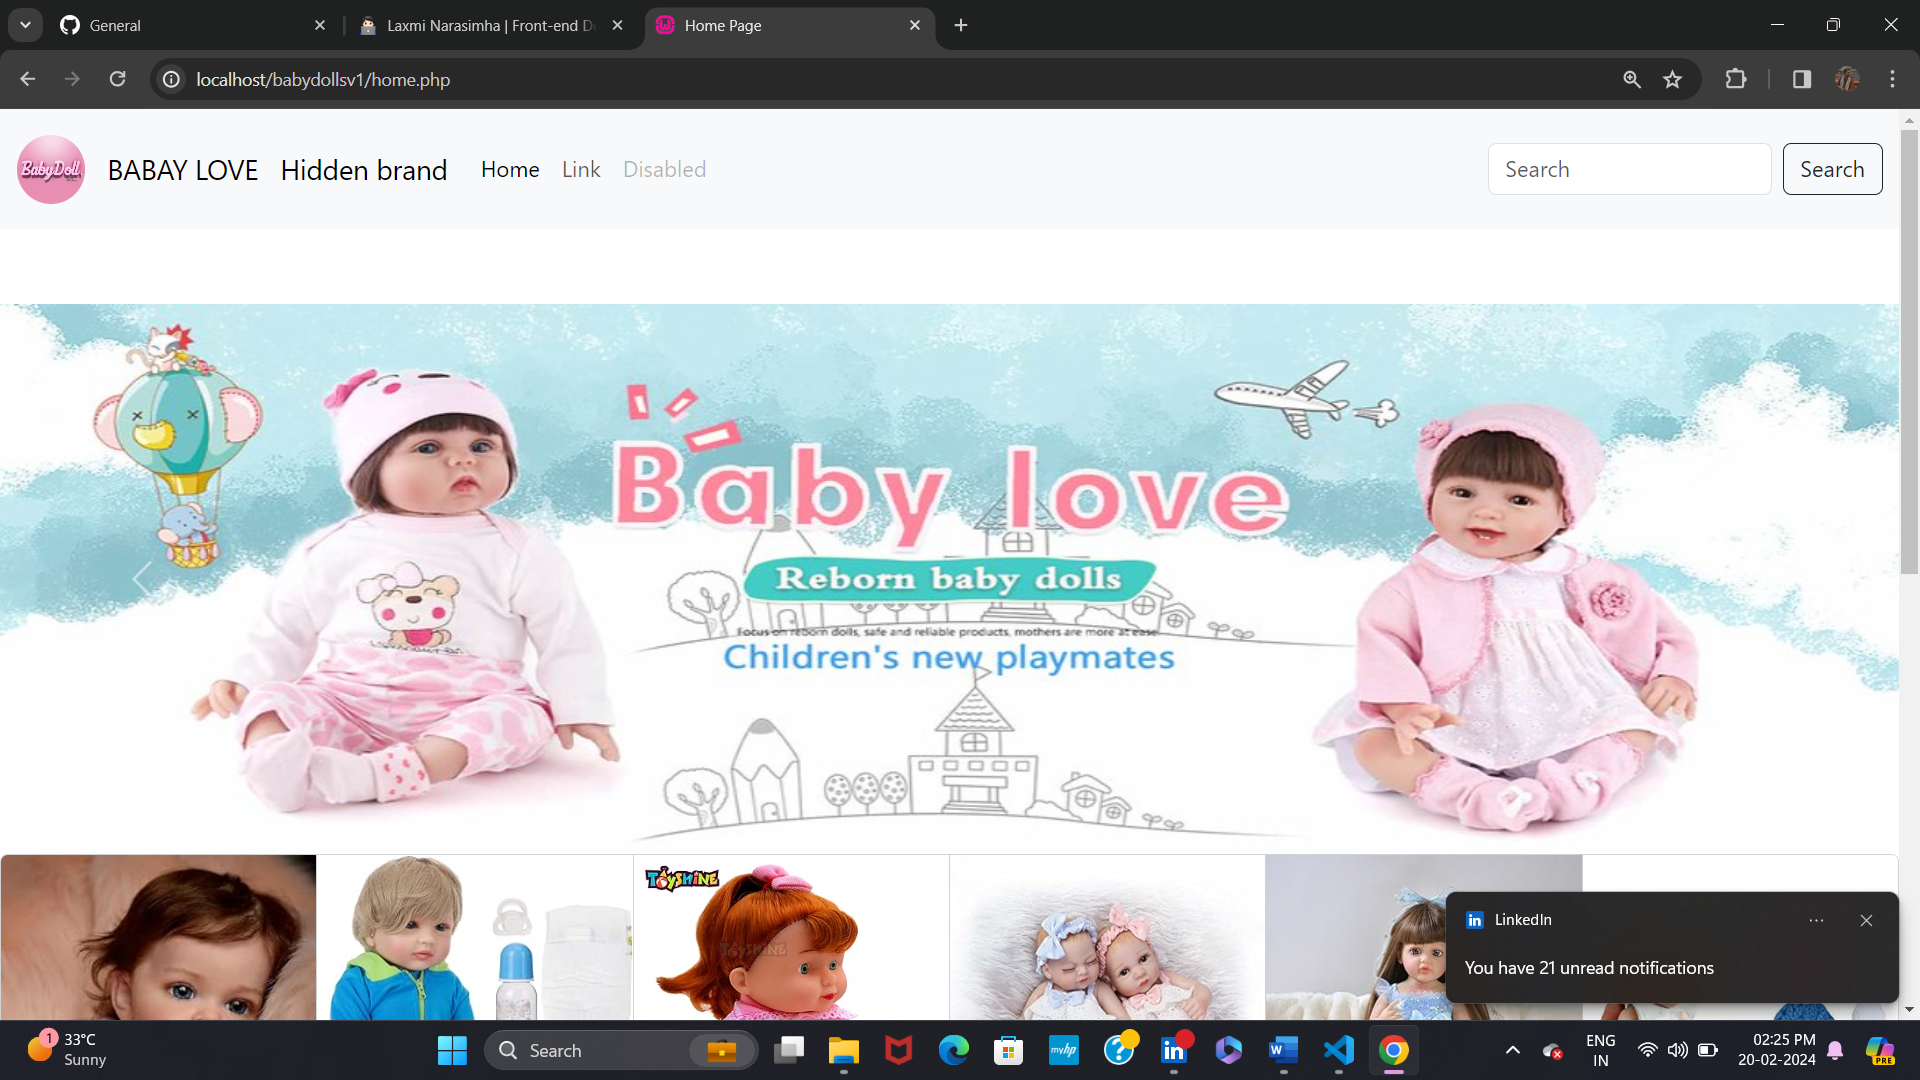 General
Laxmi Narasimha | Front-end D
Home Page
localhost/babydollsv1/home.php
BabyDoll
BABAY LOVE
Hidden brand
Home
Link
Disabled
Search
Search
Baby love
Reborn baby dolls
Focus on reborn dolls, safe and reliable products, mothers are more at ease.
Children's new playmates
TOYSHINE
TOYSHINE
LinkedIn
You have 21 unread notifications
1
33°C
Sunny
Search
myhp
ENG
IN
02:25 PM
20-02-2024
PRE